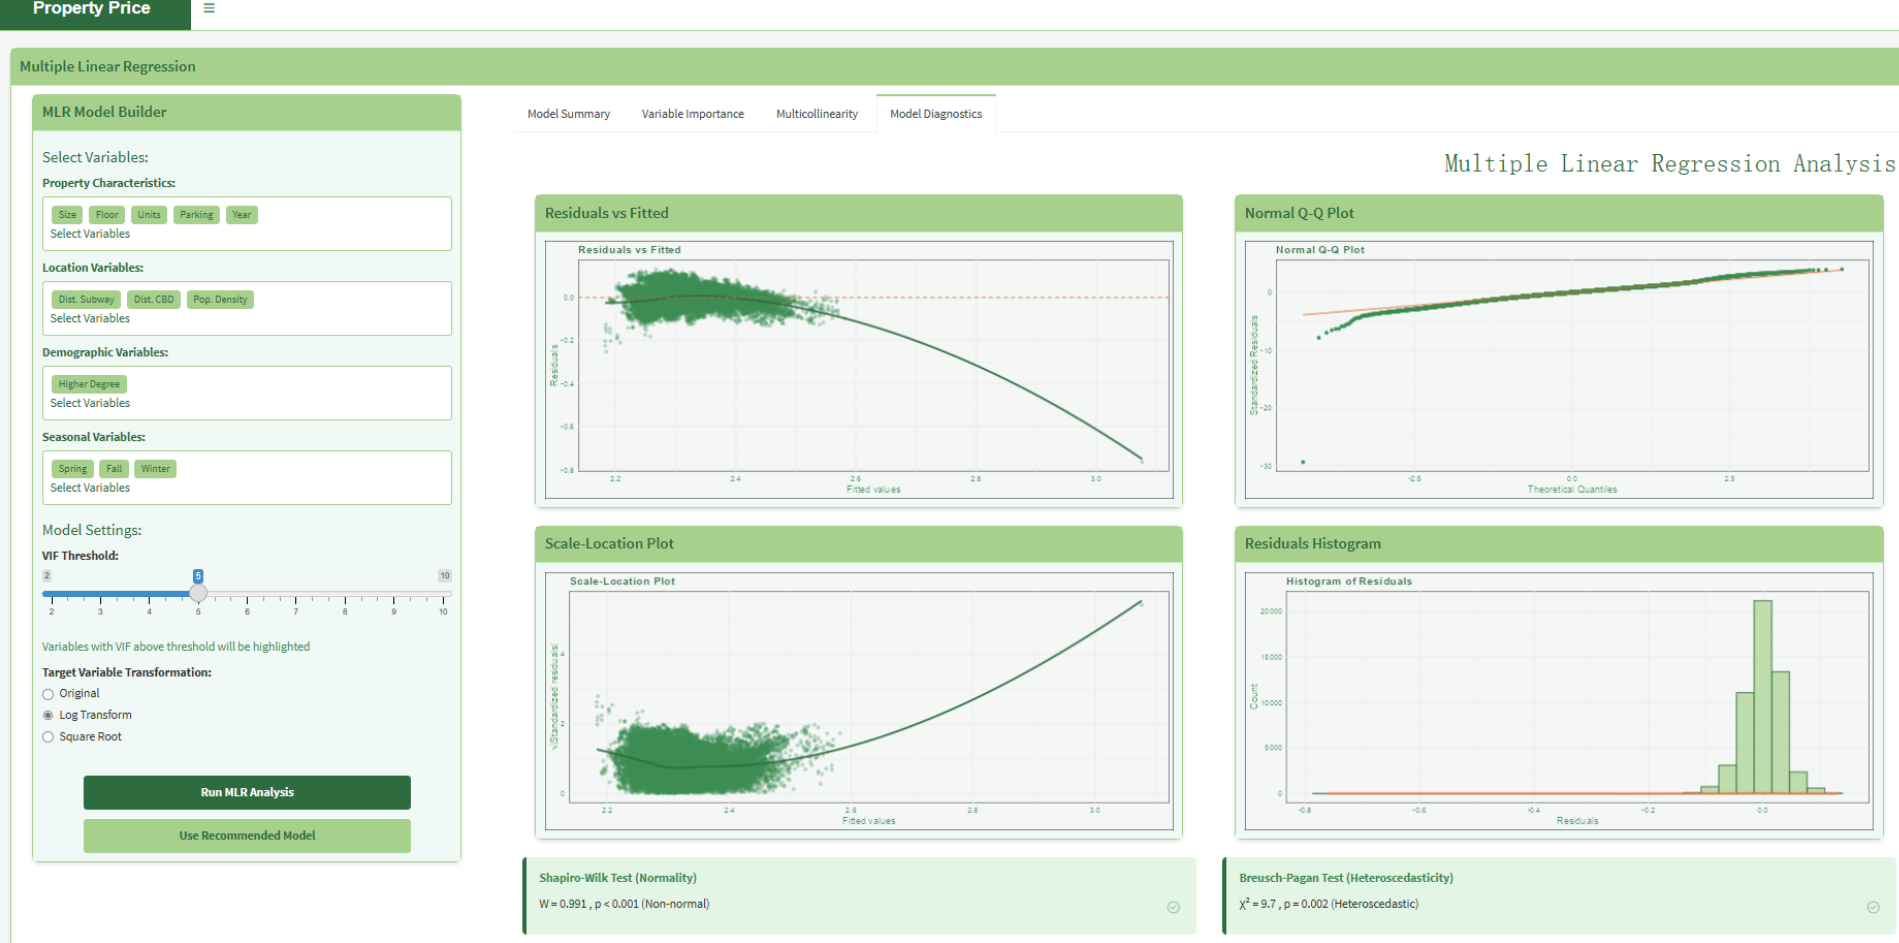 Property Price
Multiple Linear Regression
MLR Model Builder
Select Variables:
Property Characteristics:
Size Floor Units Parking Year
Select Variables
Location Variables:
Dist. Subway Dist. CBD Pop. Density
Select Variables
Demographic Variables:
Higher Degree
Select Variables
Seasonal Variables:
Spring Fall Winter
Select Variables
Model Settings:
VIF Threshold:
2 5 10
2 3 4 5 6 7 8 9 10
Variables with VIF above threshold will be highlighted
Target Variable Transformation:
Original
Log Transform
Square Root
Run MLR Analysis
Use Recommended Model
Model Summary Variable Importance Multicollinearity Model Diagnostics
Multiple Linear Regression Analysis
Residuals vs Fitted
Residuals vs Fitted
Residuals
0.0
-0.2
-0.4
-0.6
-0.8
2.2 2.4 2.6 2.8 3.0
Fitted values
Normal Q-Q Plot
Normal Q-Q Plot
Standardized Residuals
0
-10
-20
-30
-2.5 0.0 2.5
Theoretical Quantiles
Scale-Location Plot
Scale-Location Plot
√|Standardized residuals|
4
2
0
2.2 2.4 2.6 2.8 3.0
Fitted values
Residuals Histogram
Histogram of Residuals
Count
20000
15000
10000
5000
0
-0.8 -0.6 -0.4 -0.2 0.0
Residuals
Shapiro-Wilk Test (Normality)
W = 0.991 , p < 0.001 (Non-normal)
Breusch-Pagan Test (Heteroscedasticity)
χ² = 9.7 , p = 0.002 (Heteroscedastic)